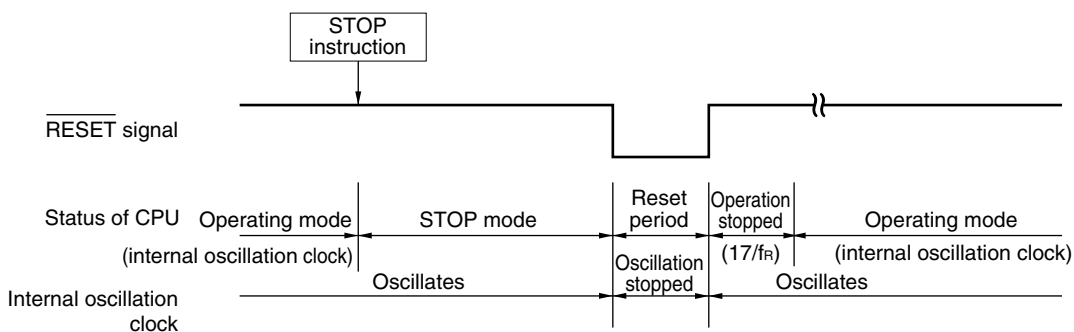 STOP
instruction
RESET signal
Status of CPU
Operating mode
(internal oscillation clock)
STOP mode
Reset
period
Operation
stopped
(17/fR)
Operating mode
(internal oscillation clock)
Internal oscillation
clock
Oscillates
Oscillation
stopped
Oscillates